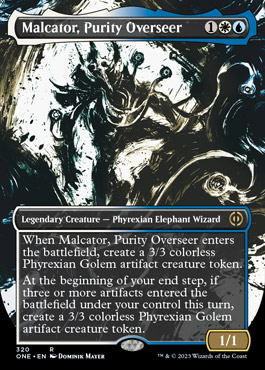 Malcator, Purity Overseer 1
Legendary Creature — Phyrexian Elephant Wizard
When Malcator, Purity Overseer enters
the battlefield, create a 3/3 colorless
Phyrexian Golem artifact creature token.
At the beginning of your end step, if
three or more artifacts entered the
battlefield under your control this turn,
create a 3/3 colorless Phyrexian Golem
artifact creature token.
1/1
320 R
ONE • EN DOMINIK MAYER ™ & © 2023 Wizards of the Coast